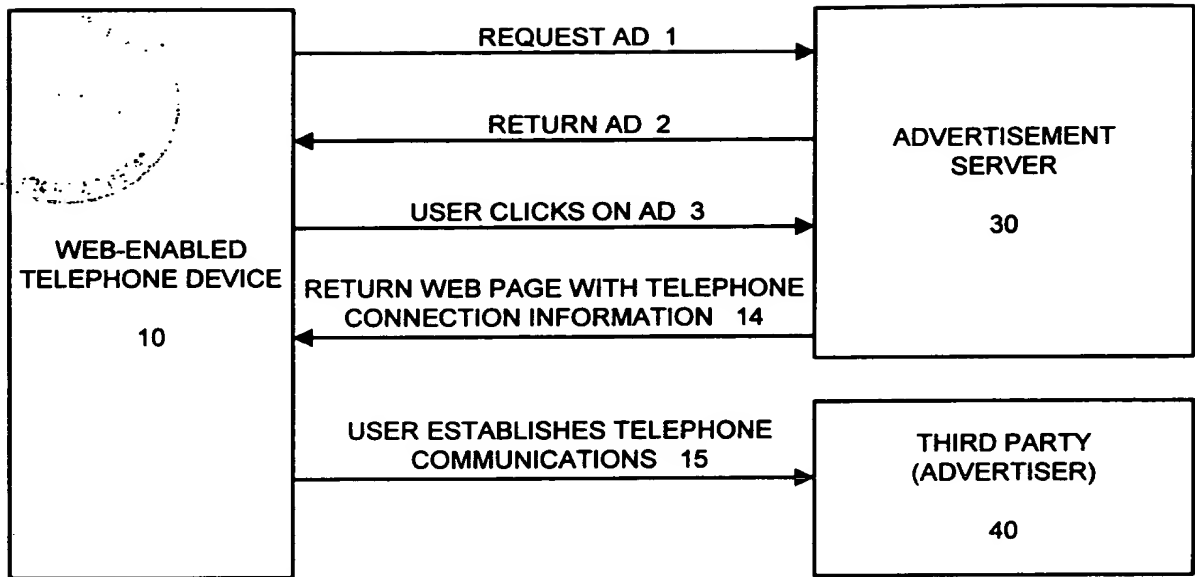 REQUEST AD 1
RETURN AD 2
USER CLICKS ON AD 3
RETURN WEB PAGE WITH TELEPHONE
CONNECTION INFORMATION 14
USER ESTABLISHES TELEPHONE
COMMUNICATIONS 15
WEB-ENABLED
TELEPHONE DEVICE
10
ADVERTISEMENT
SERVER
30
THIRD PARTY
(ADVERTISER)
40